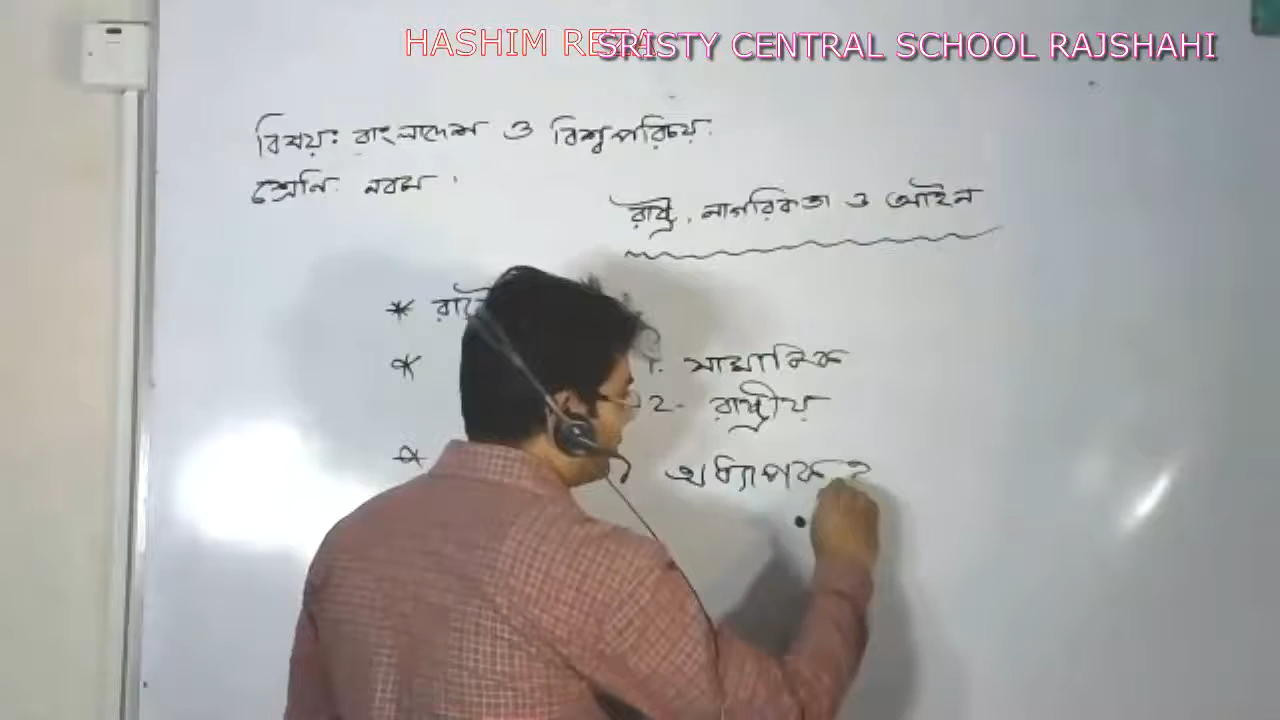 HASHIM RE
SRISTY CENTRAL SCHOOL RAJSHAHI
বিষয়: বাংলাদেশ ও বিশ্বপরিচয়.
শ্রেণি: নবম.
রাষ্ট্র, নাগরিকতা ও আইন
*
* ১. সামাজিক
২- রাষ্ট্রীয়
* অধ্যাপক